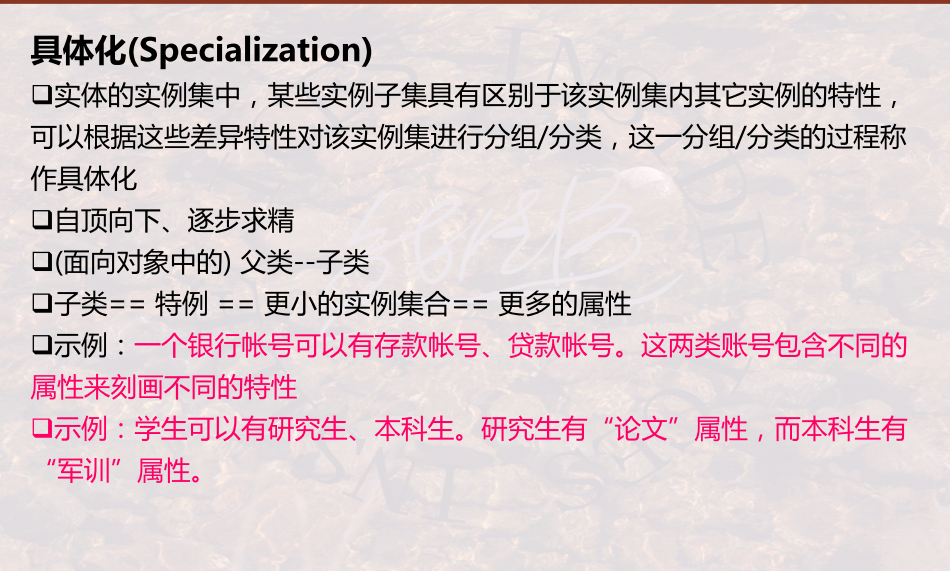 具体化(Specialization)
❑实体的实例集中，某些实例子集具有区别于该实例集内其它实例的特性，
可以根据这些差异特性对该实例集进行分组/分类，这一分组/分类的过程称
作具体化
❑自顶向下、逐步求精
❑(面向对象中的) 父类--子类
❑子类== 特例 == 更小的实例集合== 更多的属性
❑示例：一个银行帐号可以有存款帐号、贷款帐号。这两类账号包含不同的
属性来刻画不同的特性
❑示例：学生可以有研究生、本科生。研究生有“论文”属性，而本科生有
“军训”属性。